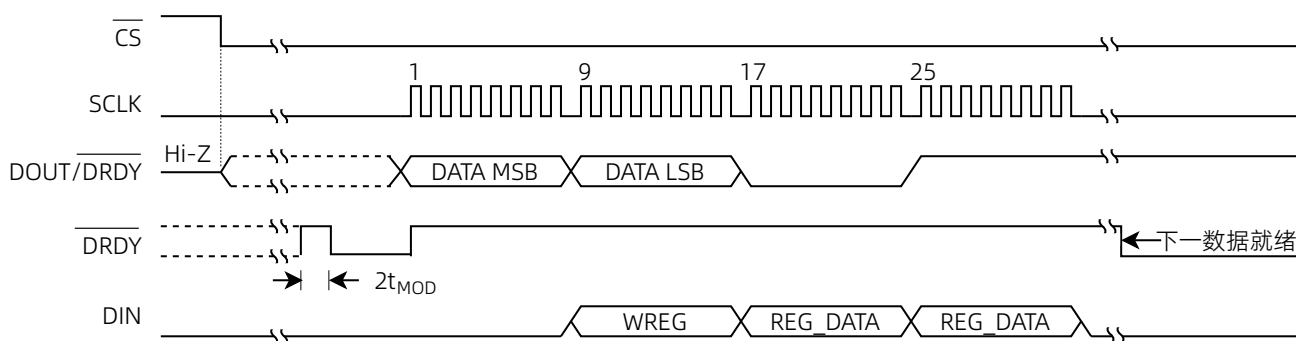 CS
1 9 17 25
SCLK
Hi-Z
DOUT/DRDY DATA MSB DATA LSB
DRDY 下一数据就绪
2tMOD
DIN WREG REG_DATA REG_DATA